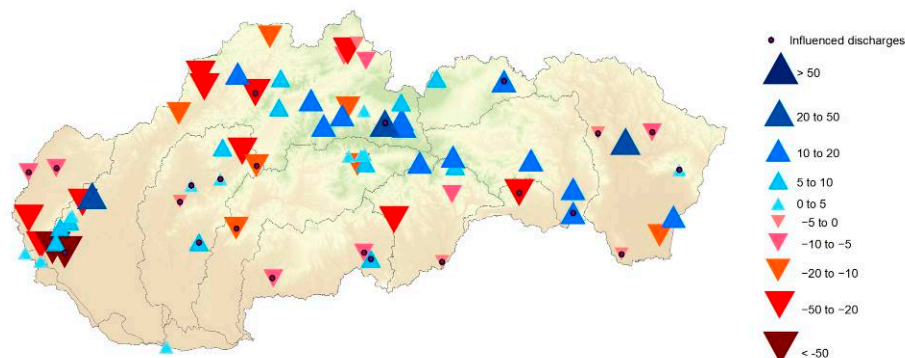 Influenced discharges
> 50
20 to 50
10 to 20
5 to 10
0 to 5
−5 to 0
−10 to −5
−20 to −10
−50 to −20
< -50